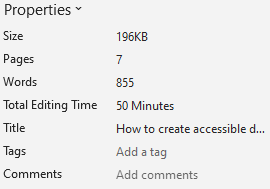 Properties
Size 196KB
Pages 7
Words 855
Total Editing Time 50 Minutes
Title How to create accessible d...
Tags Add a tag
Comments Add comments